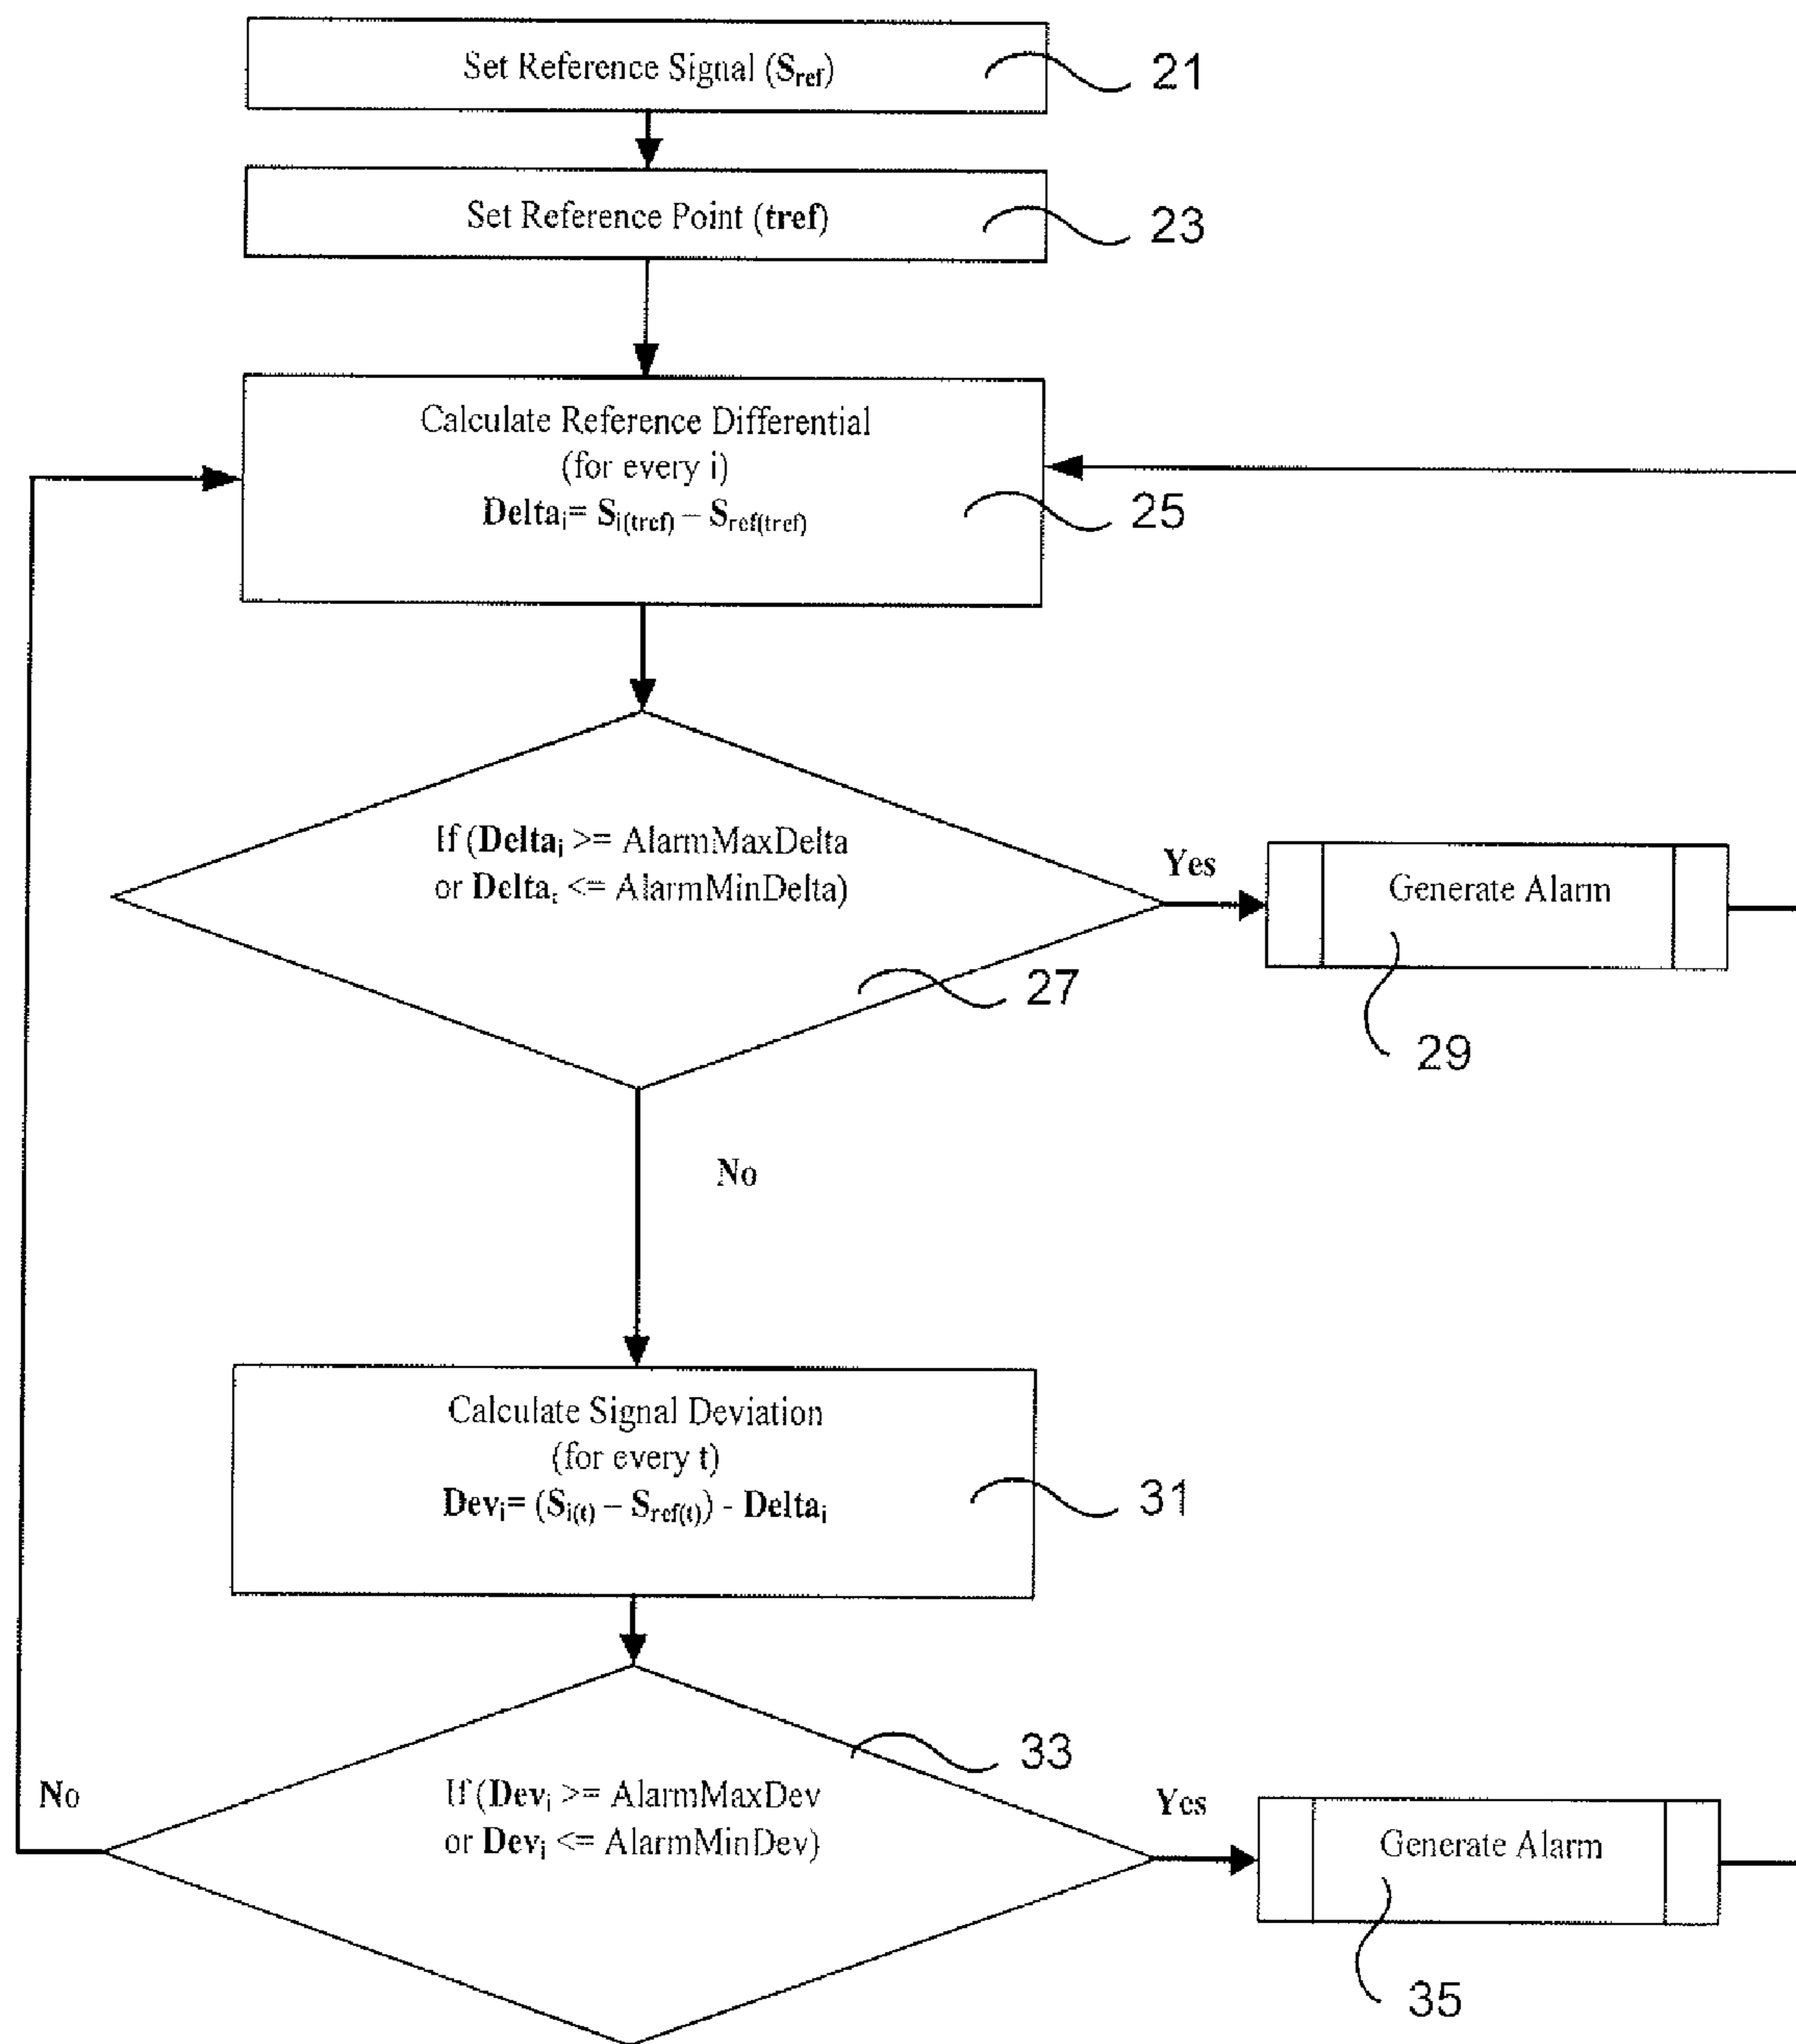 Set Reference Signal (Sref)
21
Set Reference Point (tref)
23
Calculate Reference Differential
(for every i)
Deltai= Si(tref) – Sref(tref)
25
If (Deltai >= AlarmMaxDelta
or Deltai <= AlarmMinDelta)
27
Yes
Generate Alarm
29
No
Calculate Signal Deviation
(for every t)
Devi= (Si(t) – Sref(t)) - Deltai
31
33
No
If (Devi >= AlarmMaxDev
or Devi <= AlarmMinDev)
Yes
Generate Alarm
35